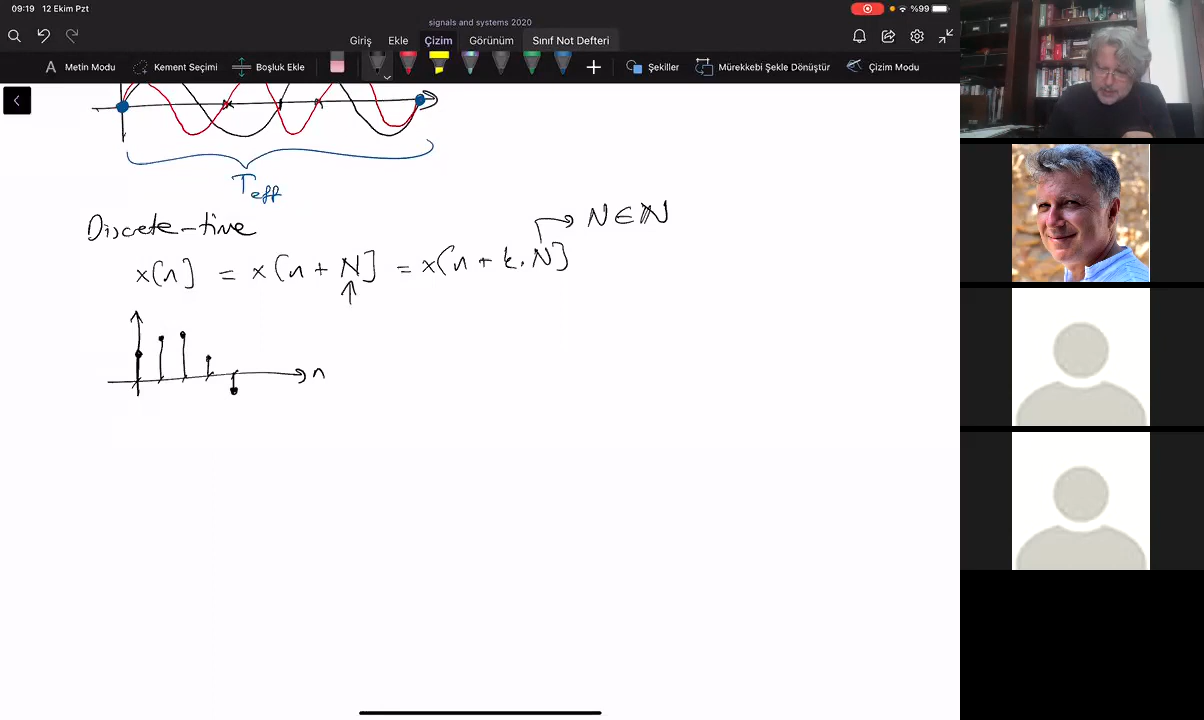 09:19 12 Ekim Pzt
%99
signals and systems 2020
Giriş Ekle Çizim Görünüm Sınıf Not Defteri
Metin Modu Kement Seçimi Boşluk Ekle Şekiller Mürekkebi Şekle Dönüştür Çizim Modu
Teff
Discrete-time
N ∈ ℕ
x[n] = x[n + N] = x[n + k.N]
n